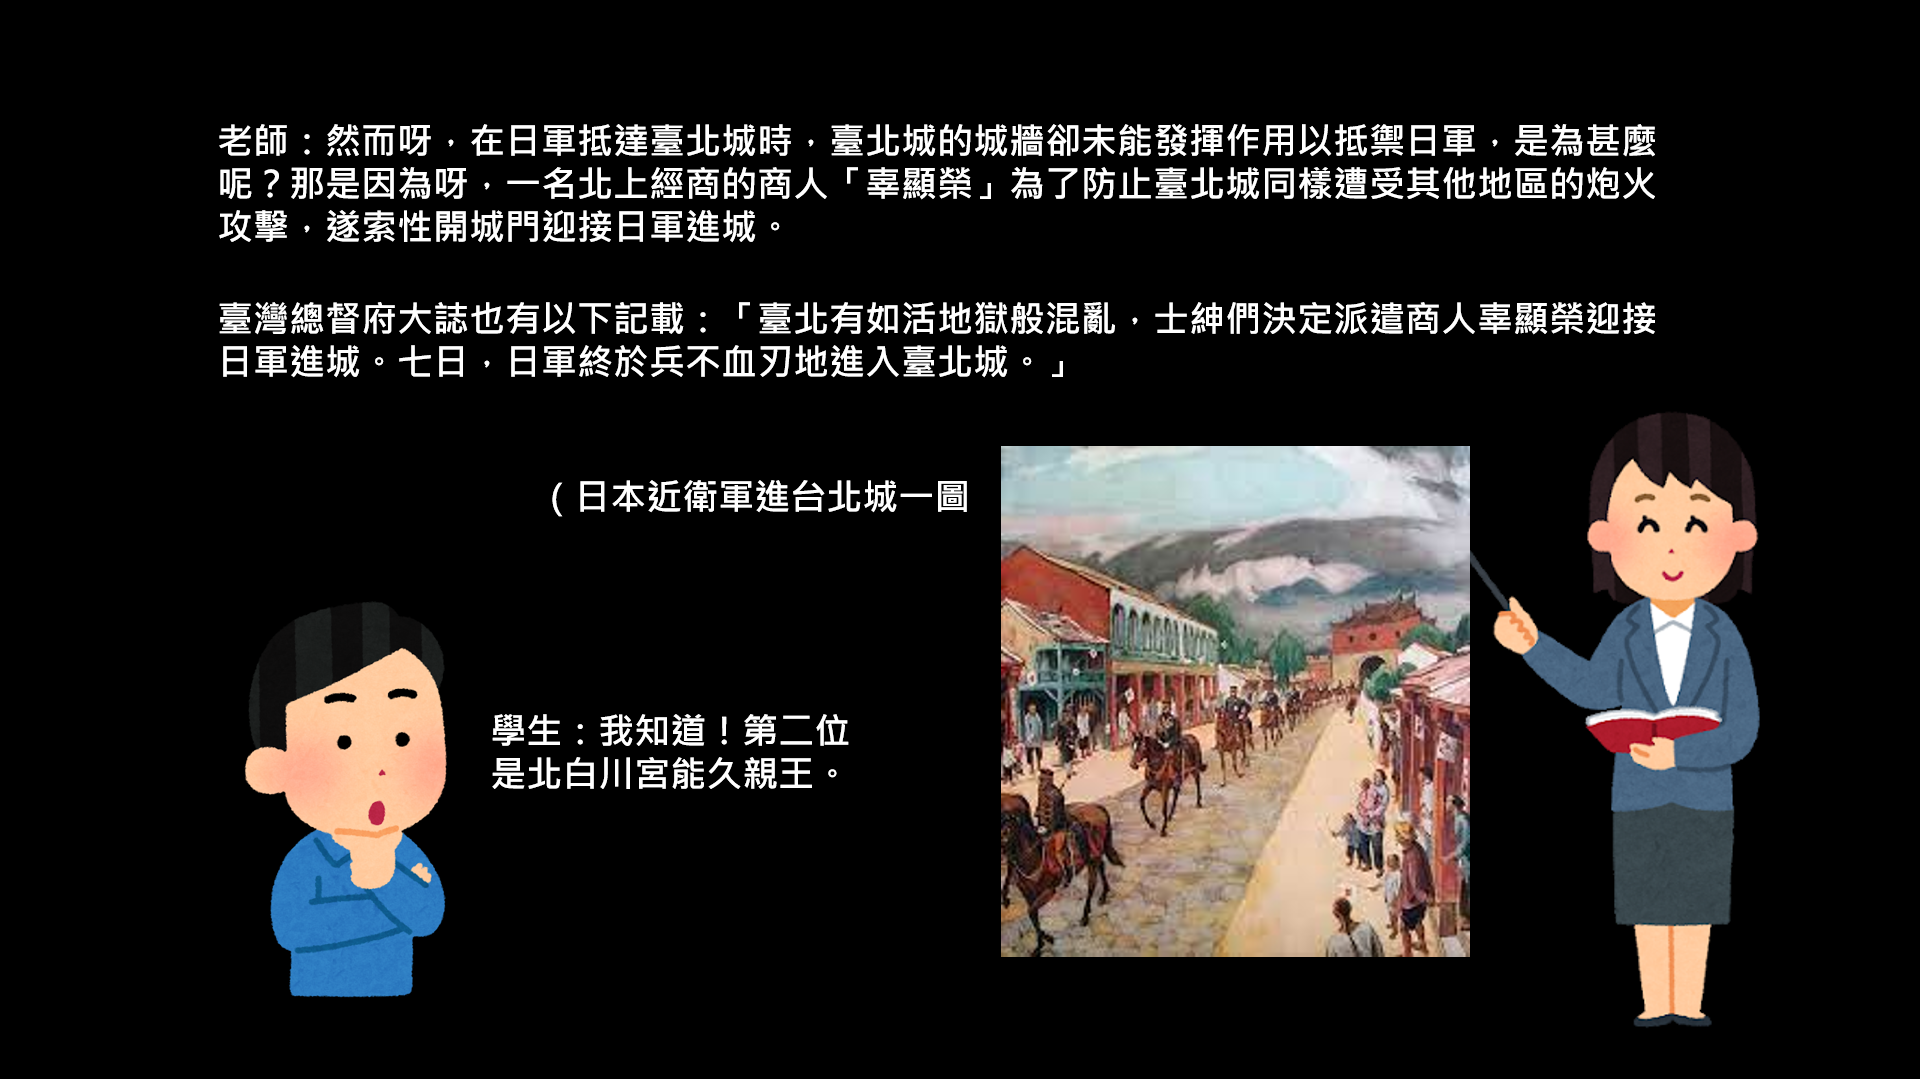 老師：然而呀，在日軍抵達臺北城時，臺北城的城牆卻未能發揮作用以抵禦日軍，是為甚麼
呢？那是因為呀，一名北上經商的商人「辜顯榮」為了防止臺北城同樣遭受其他地區的炮火
攻擊，遂索性開城門迎接日軍進城。
臺灣總督府大誌也有以下記載：「臺北有如活地獄般混亂，士紳們決定派遣商人辜顯榮迎接
日軍進城。七日，日軍終於兵不血刃地進入臺北城。」
（日本近衛軍進台北城一圖
學生：我知道！第二位
是北白川宮能久親王。